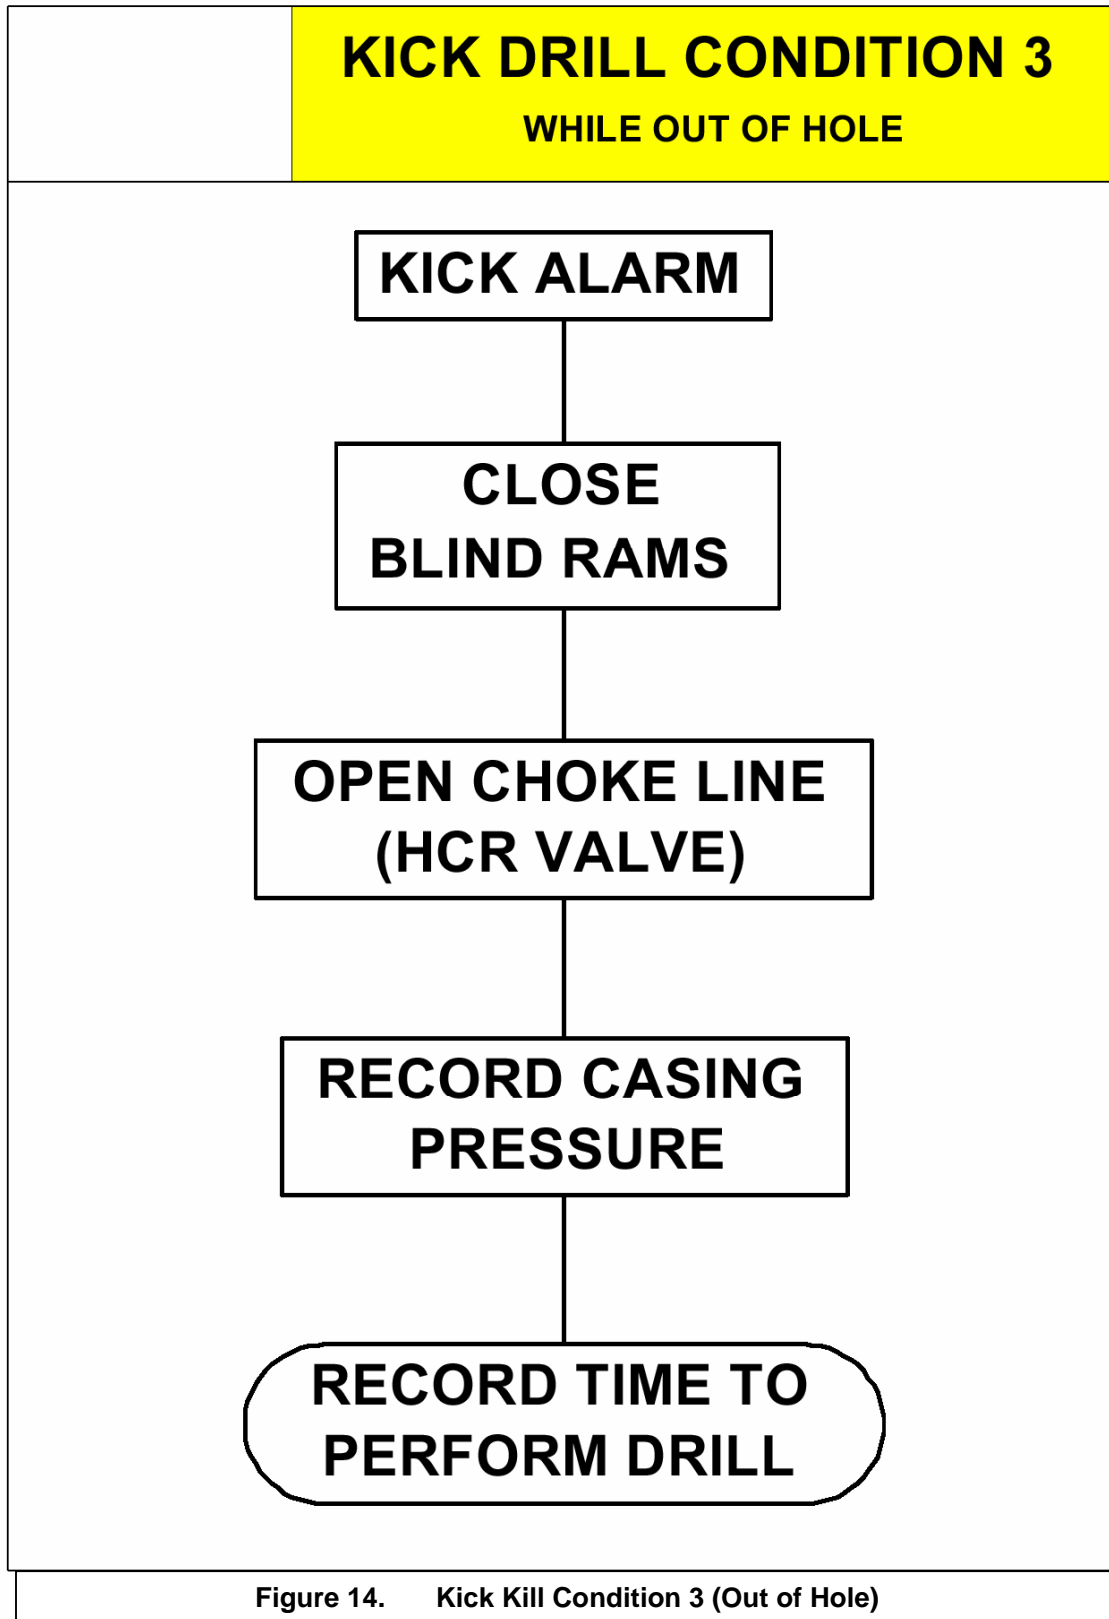 KICK DRILL CONDITION 3
WHILE OUT OF HOLE
KICK ALARM
CLOSE
BLIND RAMS
OPEN CHOKE LINE
(HCR VALVE)
RECORD CASING
PRESSURE
RECORD TIME TO
PERFORM DRILL
Figure 14. Kick Kill Condition 3 (Out of Hole)